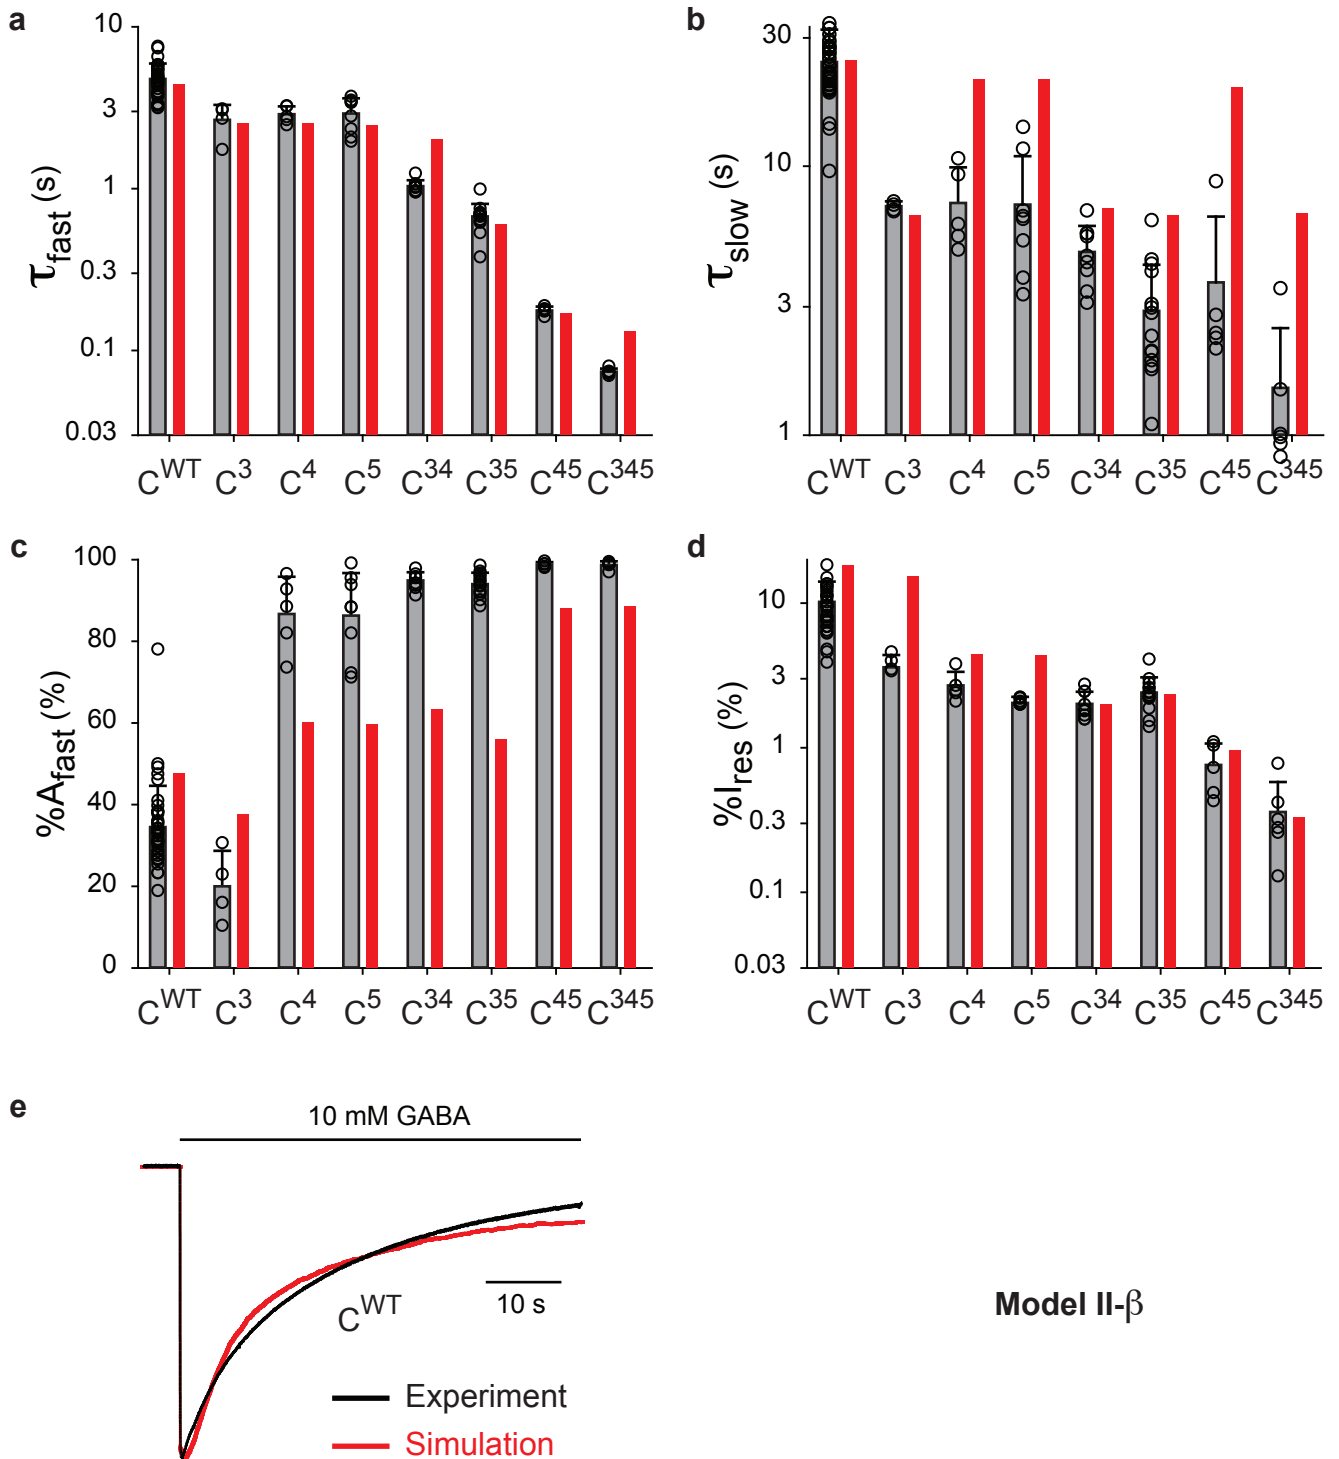 a
τfast (s)
10
3
1
0.3
0.1
0.03
CWT C3 C4 C5 C34 C35 C45 C345
b
τslow (s)
30
10
3
1
CWT C3 C4 C5 C34 C35 C45 C345
c
%Afast (%)
100
80
60
40
20
0
CWT C3 C4 C5 C34 C35 C45 C345
d
%Ires (%)
10
3
1
0.3
0.1
0.03
CWT C3 C4 C5 C34 C35 C45 C345
e
10 mM GABA
CWT
10 s
Experiment
Simulation
Model II-β